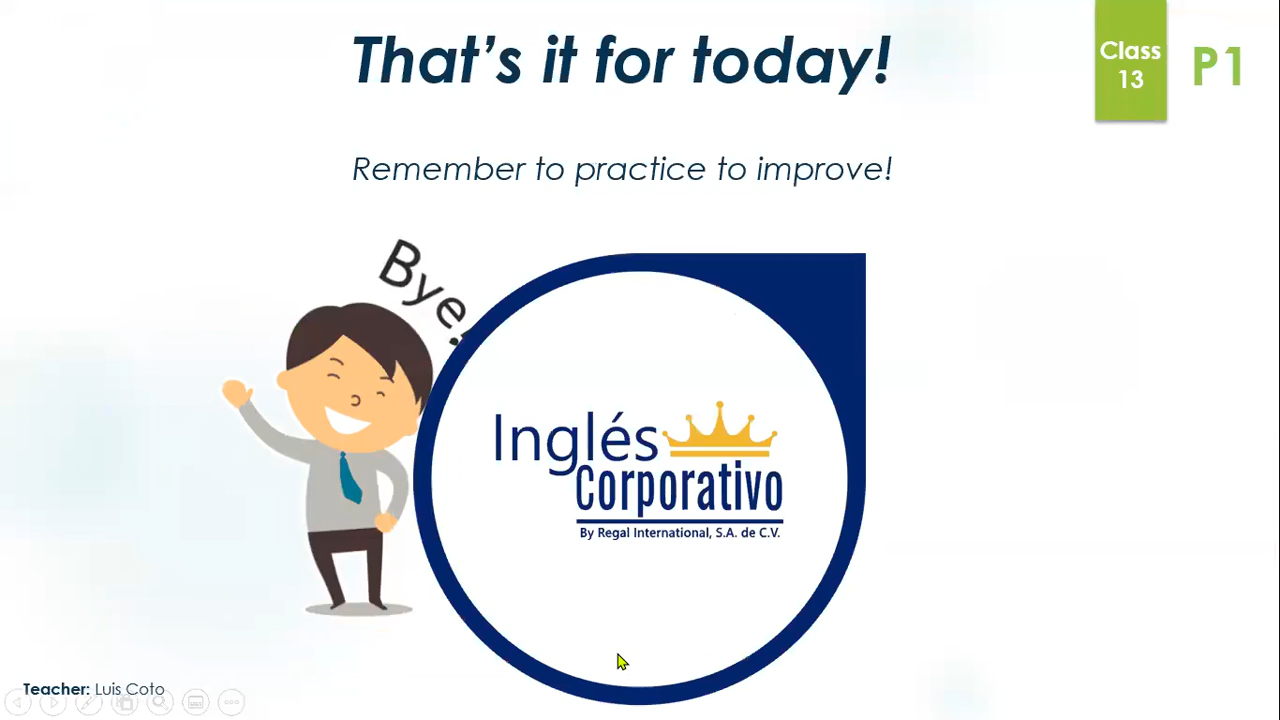 That's it for today!
Class
13
P1
Remember to practice to improve!
Bye!
Inglés
Corporativo
By Regal International, S.A. de C.V.
Teacher: Luis Coto